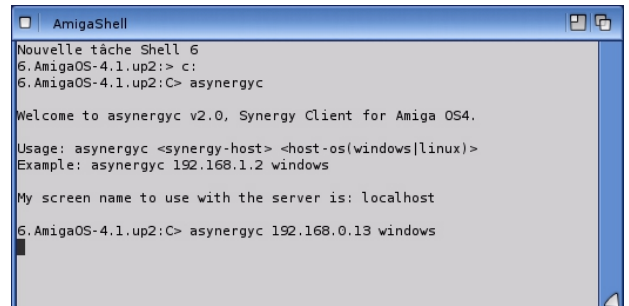 AmigaShell
Nouvelle tâche Shell 6
6.AmigaOS-4.1.up2:> c:
6.AmigaOS-4.1.up2:C> asynergyc
Welcome to asynergyc v2.0, Synergy Client for Amiga OS4.
Usage: asynergyc <synergy-host> <host-os(windows|linux)>
Example: asynergyc 192.168.1.2 windows
My screen name to use with the server is: localhost
6.AmigaOS-4.1.up2:C> asynergyc 192.168.0.13 windows